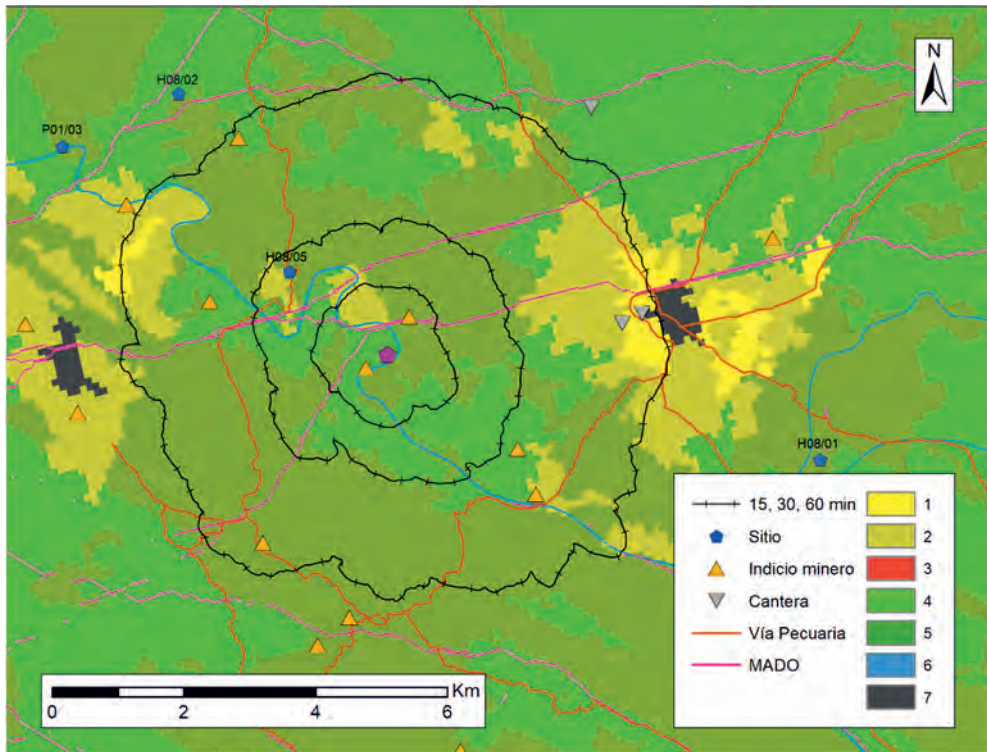 N
H08/02
P01/03
H08/05
H08/01
15, 30, 60 min
Sitio
Indicio minero
Cantera
Vía Pecuaria
MADO
1
2
3
4
5
6
7
Km
0 2 4 6